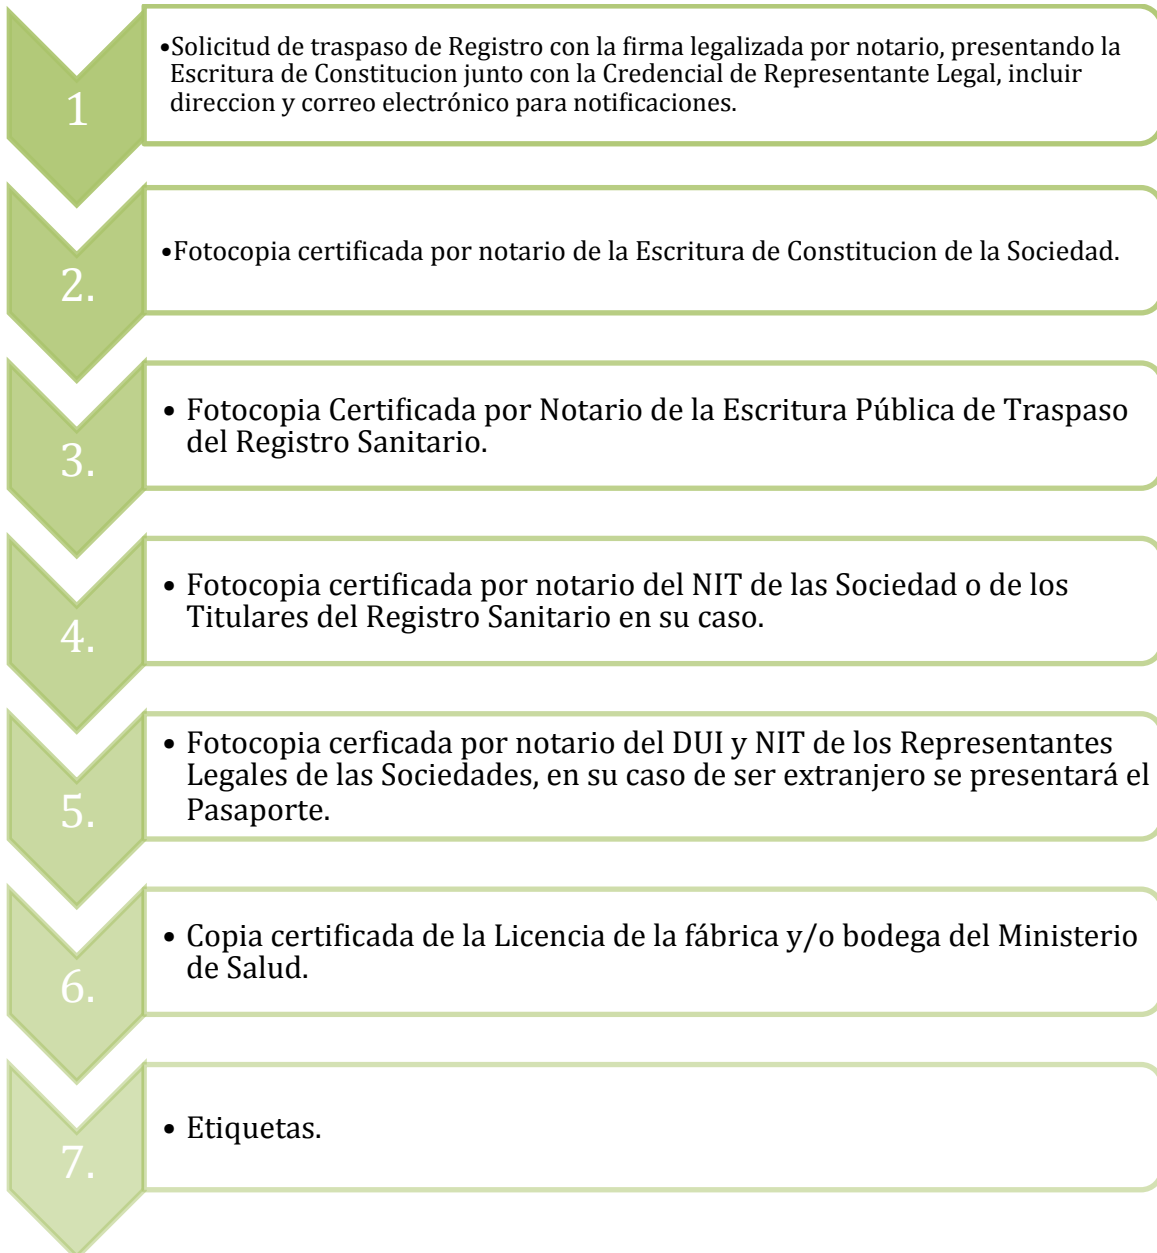 1
•Solicitud de traspaso de Registro con la firma legalizada por notario, presentando la
Escritura de Constitucion junto con la Credencial de Representante Legal, incluir
direccion y correo electrónico para notificaciones.
2.
•Fotocopia certificada por notario de la Escritura de Constitucion de la Sociedad.
3.
• Fotocopia Certificada por Notario de la Escritura Pública de Traspaso
del Registro Sanitario.
4.
• Fotocopia certificada por notario del NIT de las Sociedad o de los
Titulares del Registro Sanitario en su caso.
5.
• Fotocopia cerficada por notario del DUI y NIT de los Representantes
Legales de las Sociedades, en su caso de ser extranjero se presentará el
Pasaporte.
6.
• Copia certificada de la Licencia de la fábrica y/o bodega del Ministerio
de Salud.
7.
• Etiquetas.